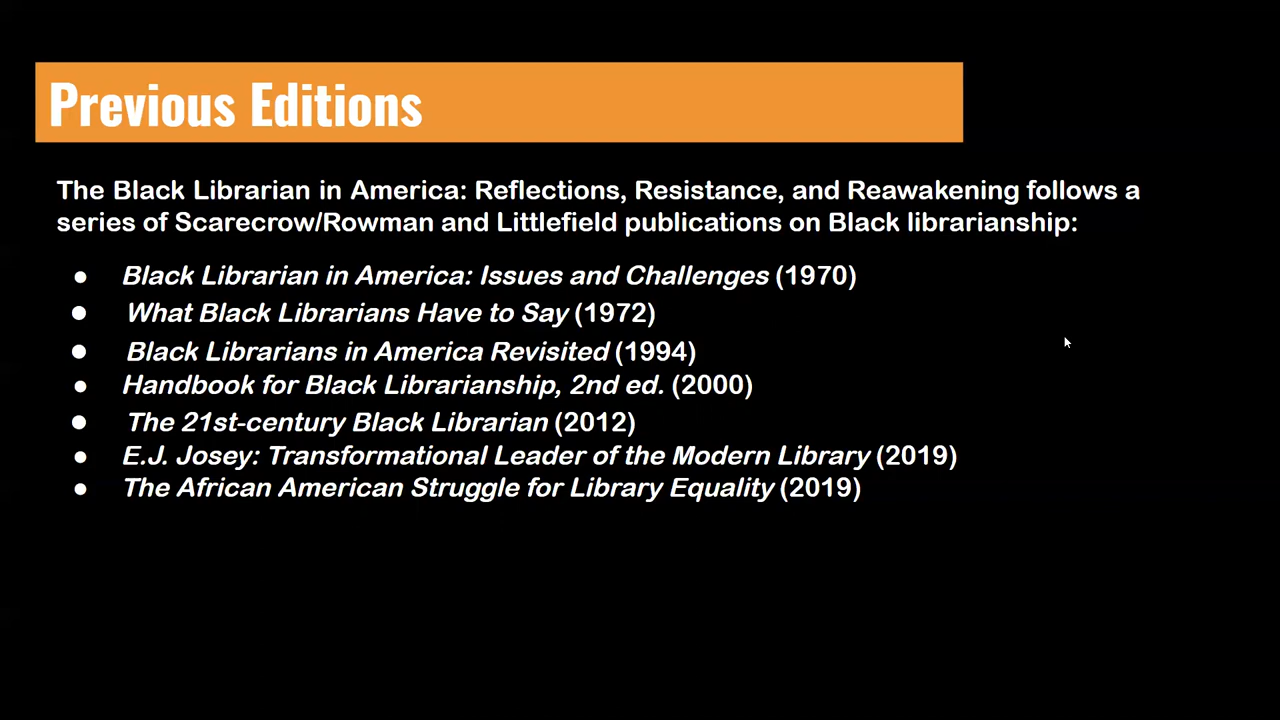 Previous Editions
The Black Librarian in America: Reflections, Resistance, and Reawakening follows a
series of Scarecrow/Rowman and Littlefield publications on Black librarianship:
● Black Librarian in America: Issues and Challenges (1970)
● What Black Librarians Have to Say (1972)
● Black Librarians in America Revisited (1994)
● Handbook for Black Librarianship, 2nd ed. (2000)
● The 21st-century Black Librarian (2012)
● E.J. Josey: Transformational Leader of the Modern Library (2019)
● The African American Struggle for Library Equality (2019)